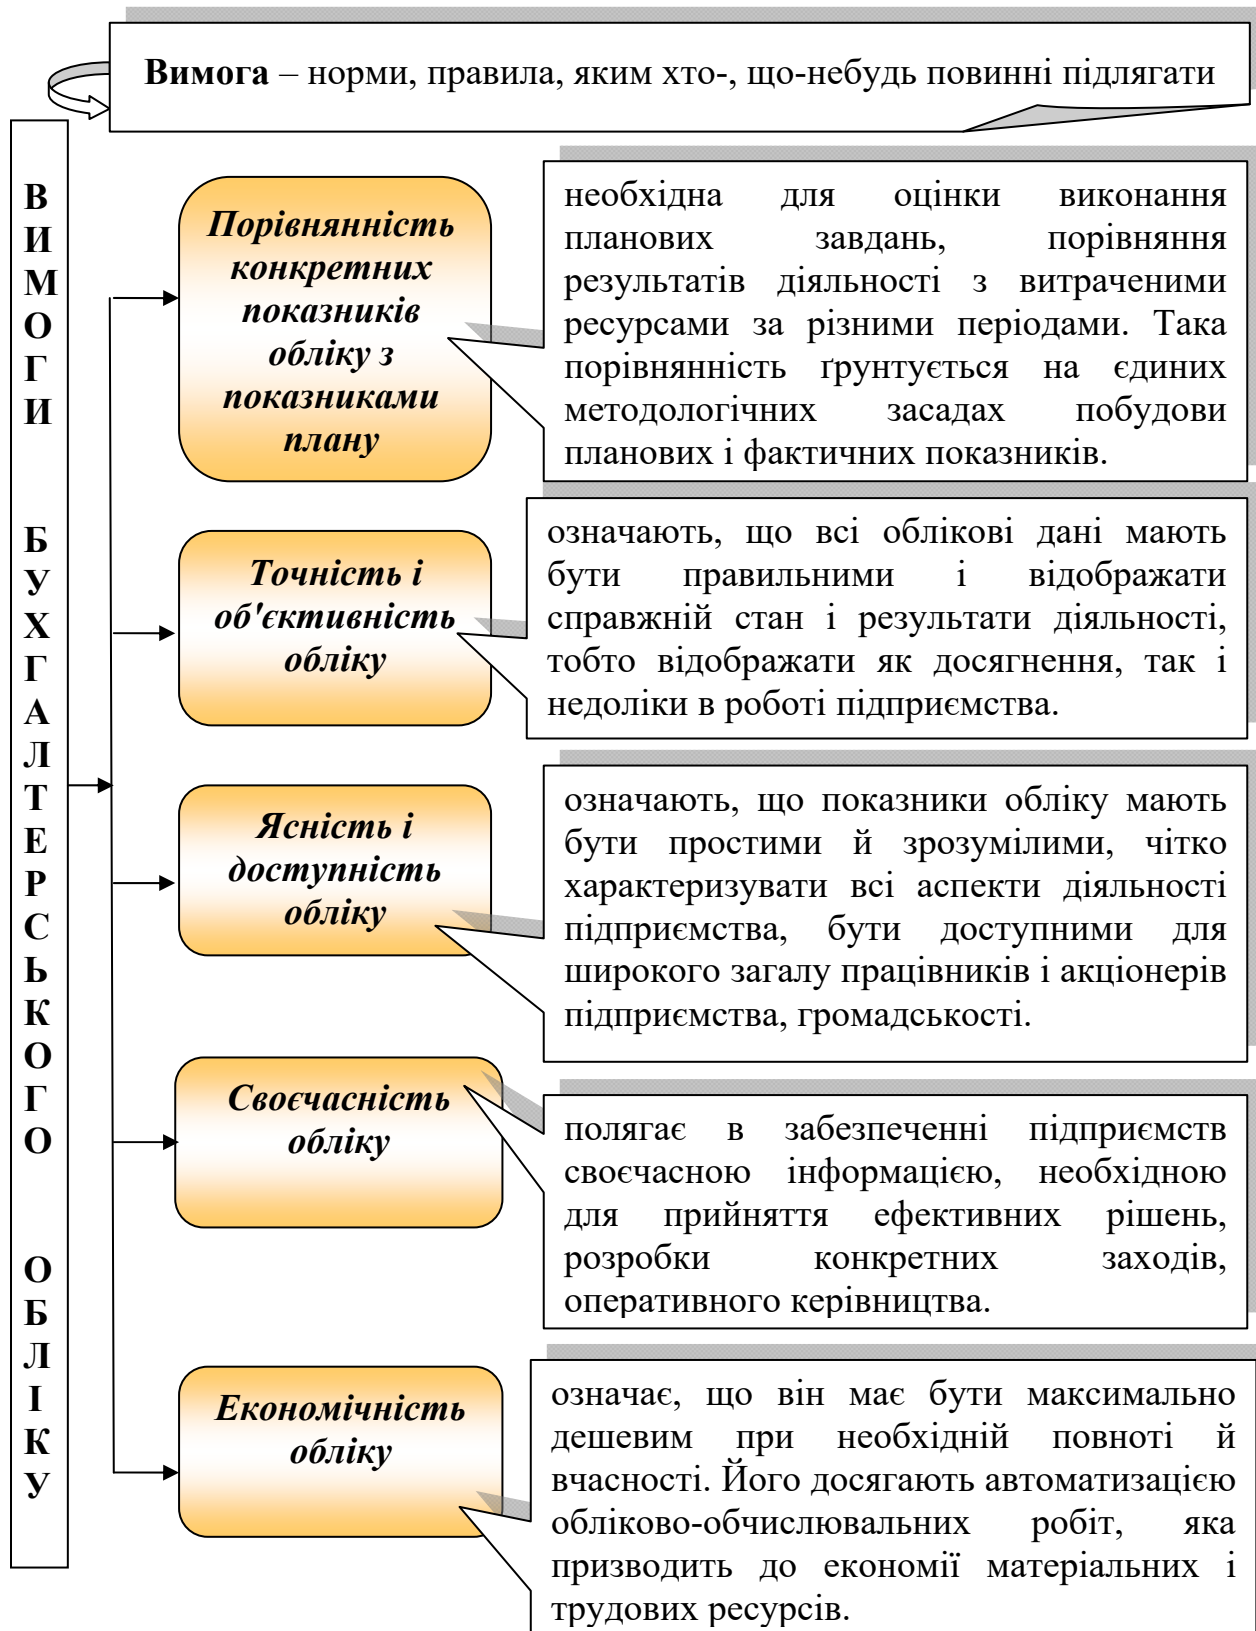 Вимога – норми, правила, яким хто-, що-небудь повинні підлягати
ВИМОГИ БУХГАЛТЕРСЬКОГО ОБЛІКУ
Порівнянність
конкретних
показників
обліку з
показниками
плану
необхідна для оцінки виконання
планових завдань, порівняння
результатів діяльності з витраченими
ресурсами за різними періодами. Така
порівнянність ґрунтується на єдиних
методологічних засадах побудови
планових і фактичних показників.
Точність і
об'єктивність
обліку
означають, що всі облікові дані мають
бути правильними і відображати
справжній стан і результати діяльності,
тобто відображати як досягнення, так і
недоліки в роботі підприємства.
Ясність і
доступність
обліку
означають, що показники обліку мають
бути простими й зрозумілими, чітко
характеризувати всі аспекти діяльності
підприємства, бути доступними для
широкого загалу працівників і акціонерів
підприємства, громадськості.
Своєчасність
обліку
полягає в забезпеченні підприємств
своєчасною інформацією, необхідною
для прийняття ефективних рішень,
розробки конкретних заходів,
оперативного керівництва.
Економічність
обліку
означає, що він має бути максимально
дешевим при необхідній повноті й
вчасності. Його досягають автоматизацією
обліково-обчислювальних робіт, яка
призводить до економії матеріальних і
трудових ресурсів.